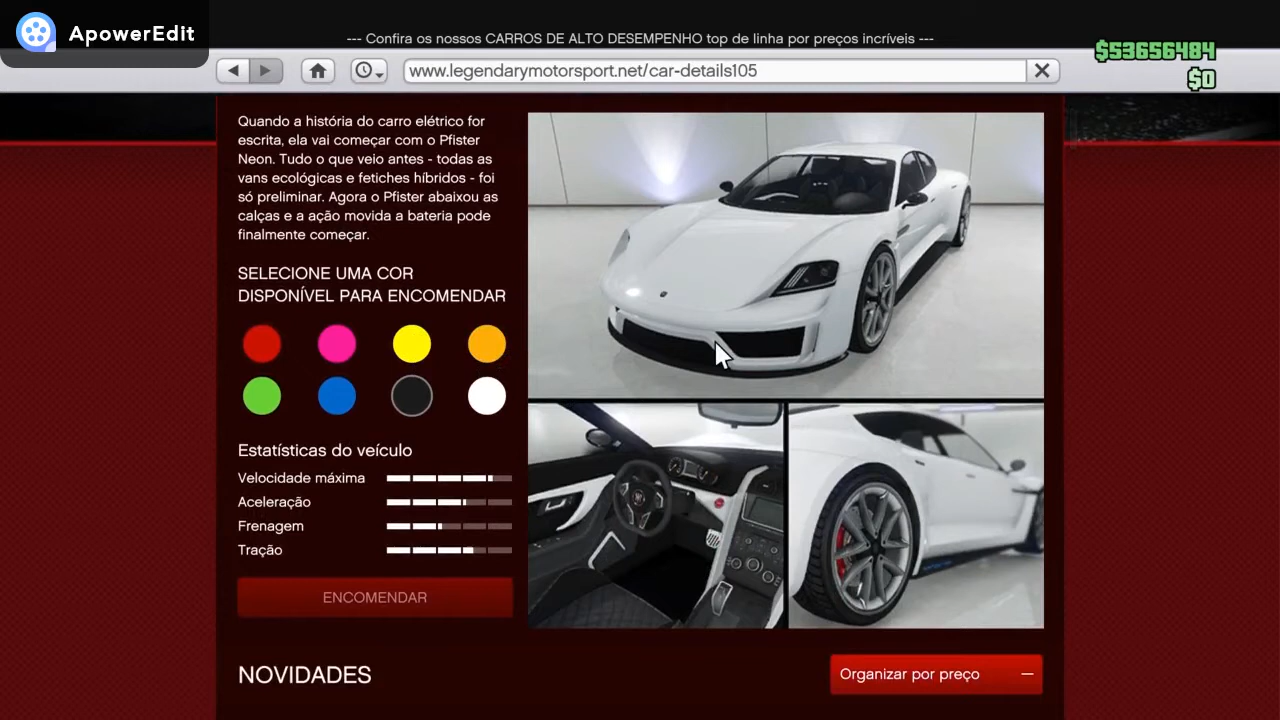 ApowerEdit
--- Confira os nossos CARROS DE ALTO DESEMPENHO top de linha por preços incríveis ---
$53656484
www.legendarymotorsport.net/car-details105
$0
Quando a história do carro elétrico for
escrita, ela vai começar com o Pfister
Neon. Tudo o que veio antes - todas as
vans ecológicas e fetiches híbridos - foi
só preliminar. Agora o Pfister abaixou as
calças e a ação movida a bateria pode
finalmente começar.
SELECIONE UMA COR
DISPONÍVEL PARA ENCOMENDAR
Estatísticas do veículo
Velocidade máxima
Aceleração
Frenagem
Tração
ENCOMENDAR
NOVIDADES
Organizar por preço